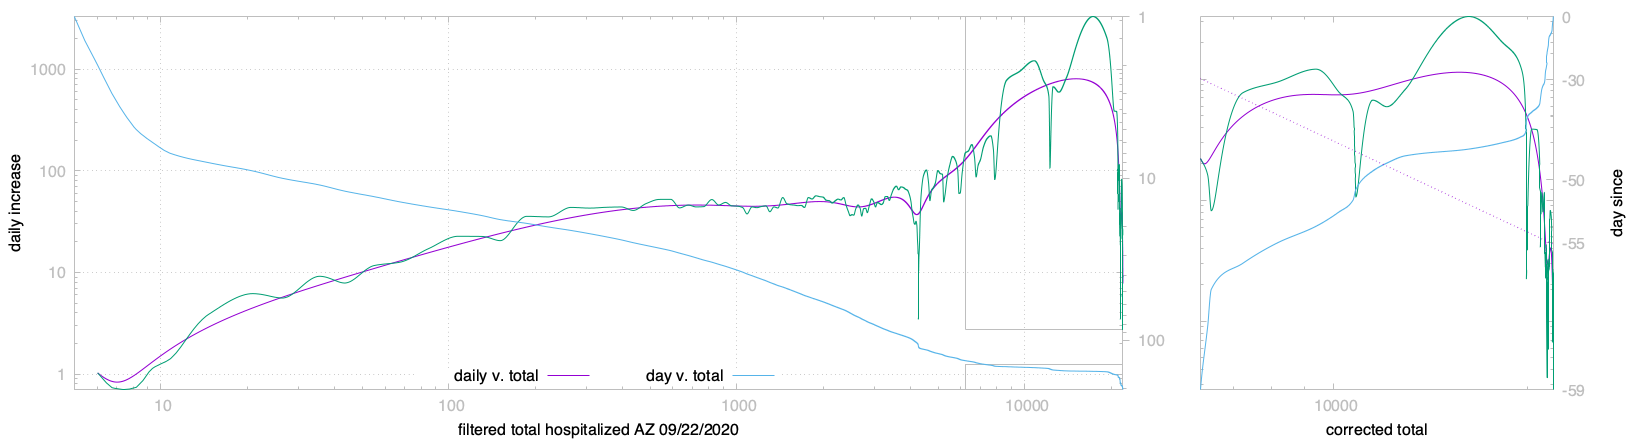 daily increase
1000
100
10
1
10
100
1000
10000
1
10
100
daily v. total
day v. total
filtered total hospitalized AZ 09/22/2020
0
-30
-50
-55
-59
day since
10000
corrected total